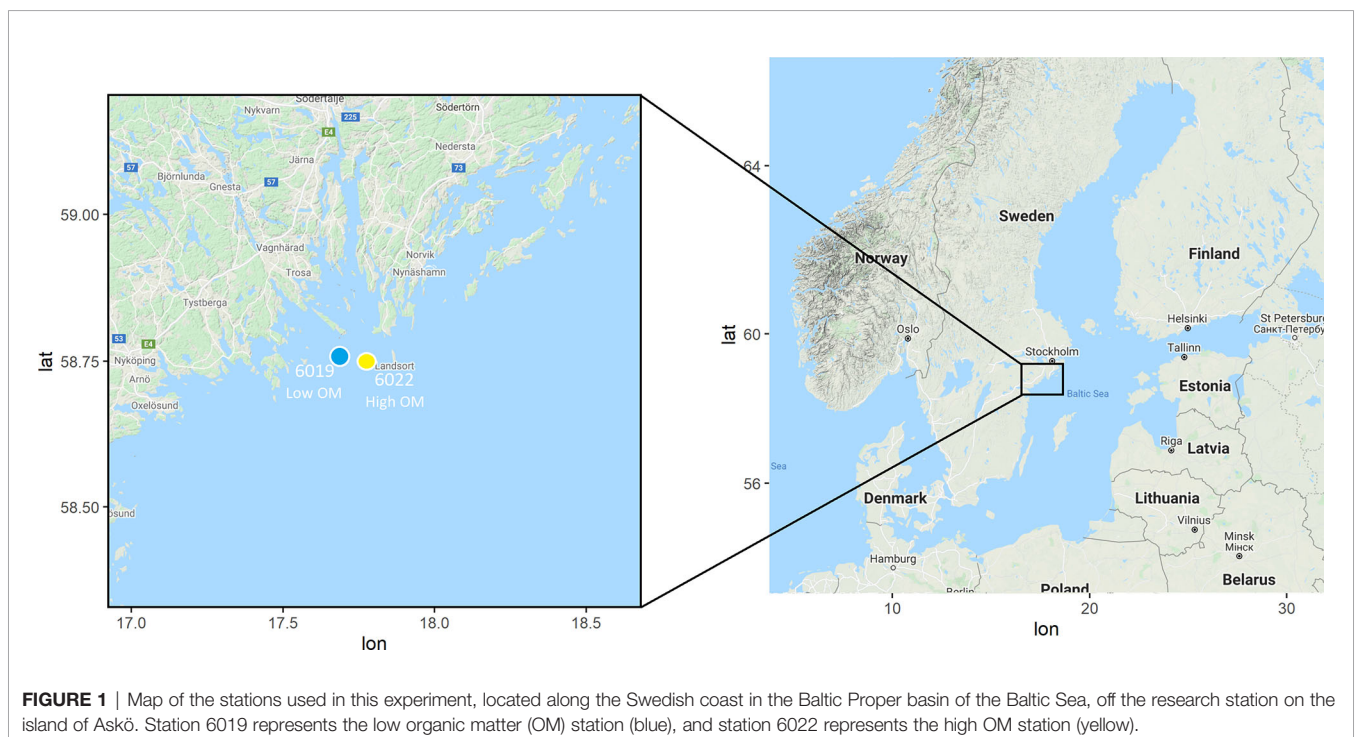 Södertälje
Södertörn
Nykvarn
225
E4
Nedersta
Järna
57
57
73
Björnlunda
Gnesta
59.00
Vagnhärad
Norvik
Trosa
Nynäshamn
Tystberga
lat
53
E4
58.75
Nyköping
Landsort
6019
6022
Arnö
Low OM
High OM
Oxelösund
58.50
ösund
17.0
17.5
18.0
18.5
lon
64
Sweden
Finland
Norway
Helsinki
St Petersburg
Санкт-Петербу
60
Oslo
lat
Tallinn
Stockholm
Estonia
Baltic Sea
Riga
Latvia
Sea
56
Denmark
Lithuania
Vilnius
Minsk
Мінск
Hamburg
Belarus
Poland
Berlin
10
20
30
lon
FIGURE 1 | Map of the stations used in this experiment, located along the Swedish coast in the Baltic Proper basin of the Baltic Sea, off the research station on the
island of Askö. Station 6019 represents the low organic matter (OM) station (blue), and station 6022 represents the high OM station (yellow).